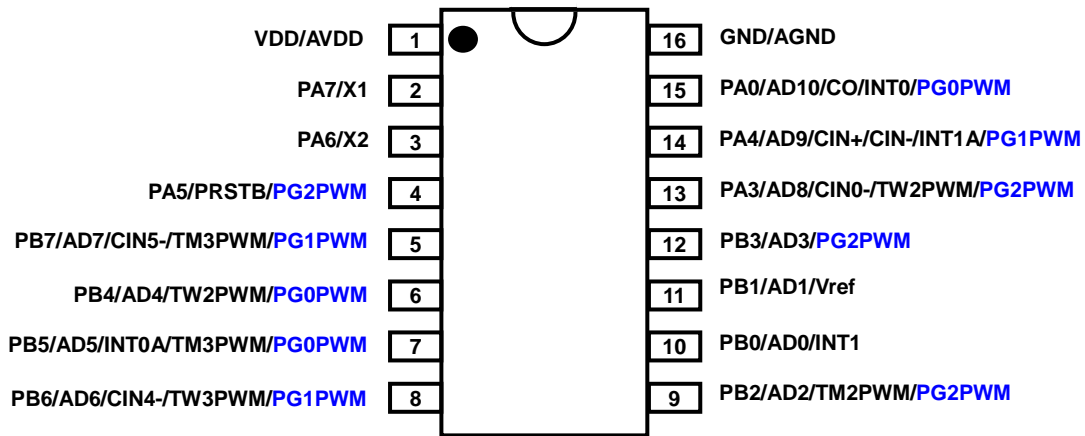 VDD/AVDD 1 16 GND/AGND
PA7/X1 2 15 PA0/AD10/CO/INT0/PG0PWM
PA6/X2 3 14 PA4/AD9/CIN+/CIN-/INT1A/PG1PWM
PA5/PRSTB/PG2PWM 4 13 PA3/AD8/CIN0-/TW2PWM/PG2PWM
PB7/AD7/CIN5-/TM3PWM/PG1PWM 5 12 PB3/AD3/PG2PWM
PB4/AD4/TW2PWM/PG0PWM 6 11 PB1/AD1/Vref
PB5/AD5/INT0A/TM3PWM/PG0PWM 7 10 PB0/AD0/INT1
PB6/AD6/CIN4-/TW3PWM/PG1PWM 8 9 PB2/AD2/TM2PWM/PG2PWM